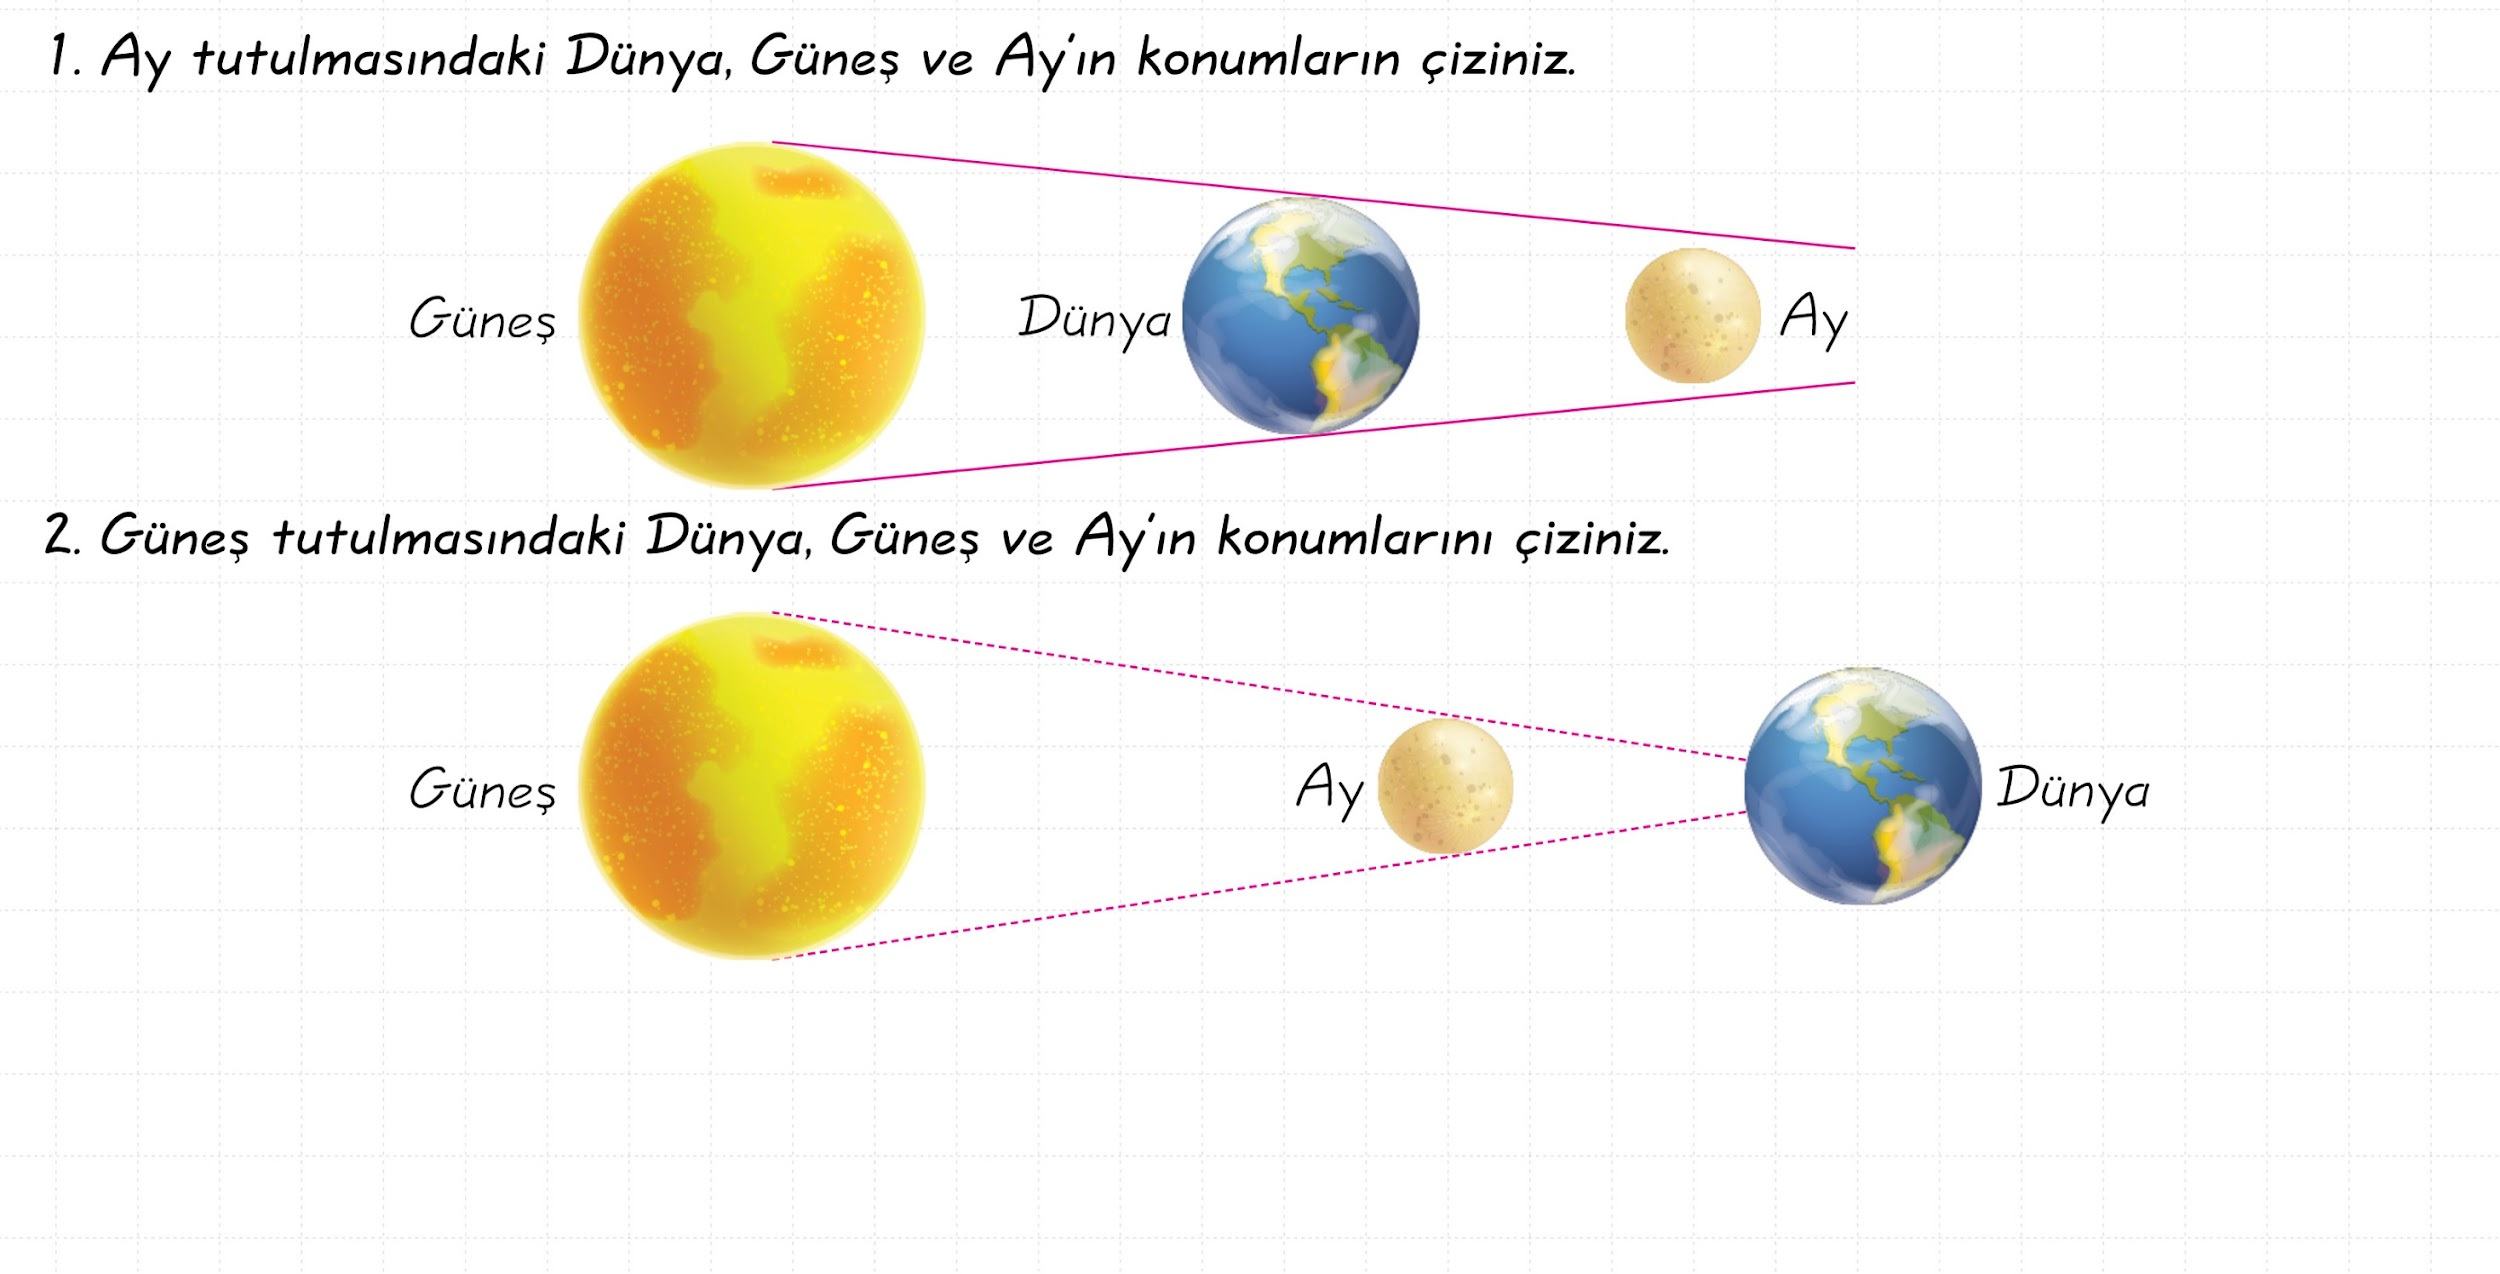 1. Ay tutulmasındaki Dünya, Güneş ve Ay'ın konumların çiziniz.
Güneş
Dünya
Ay
2. Güneş tutulmasındaki Dünya, Güneş ve Ay'ın konumlarını çiziniz.
Güneş
Ay
Dünya